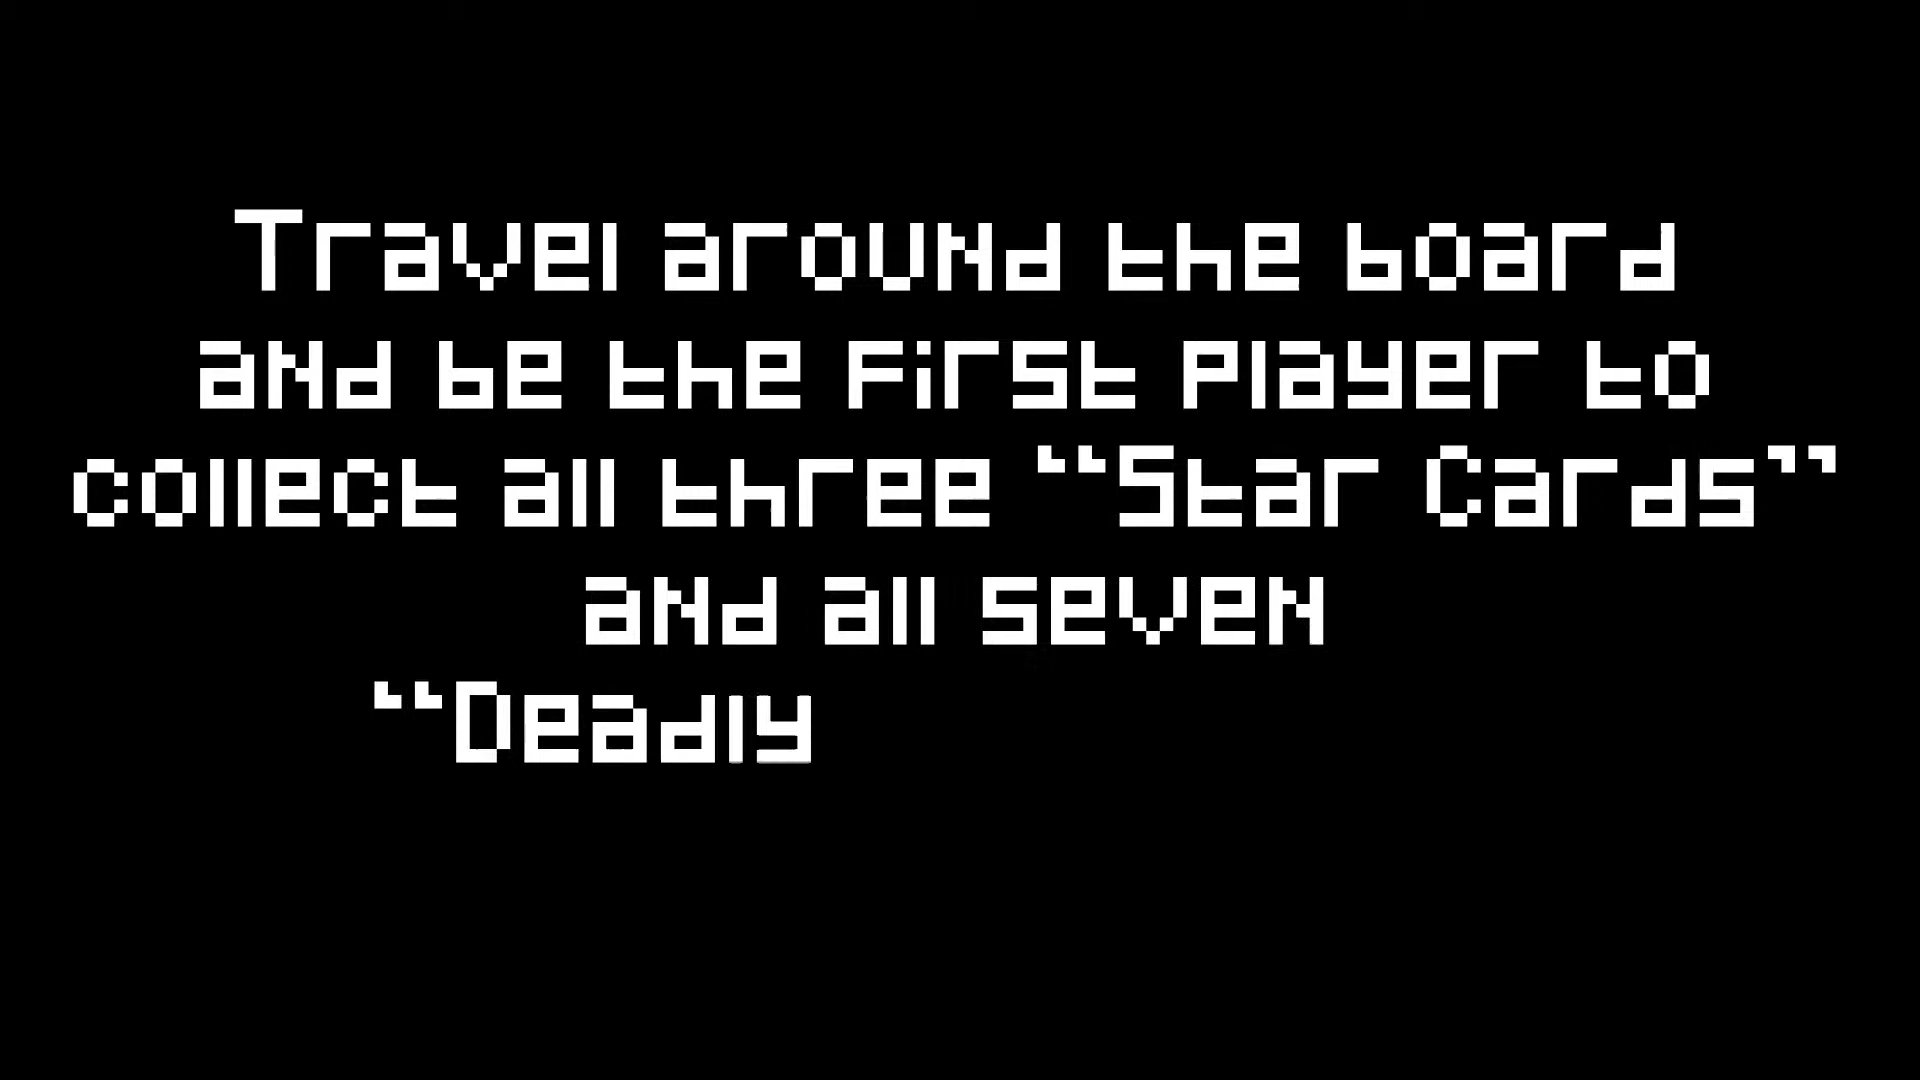 Travel around the board
and be the first player to
collect all three “Star Cards”
and all seven
“Deadly